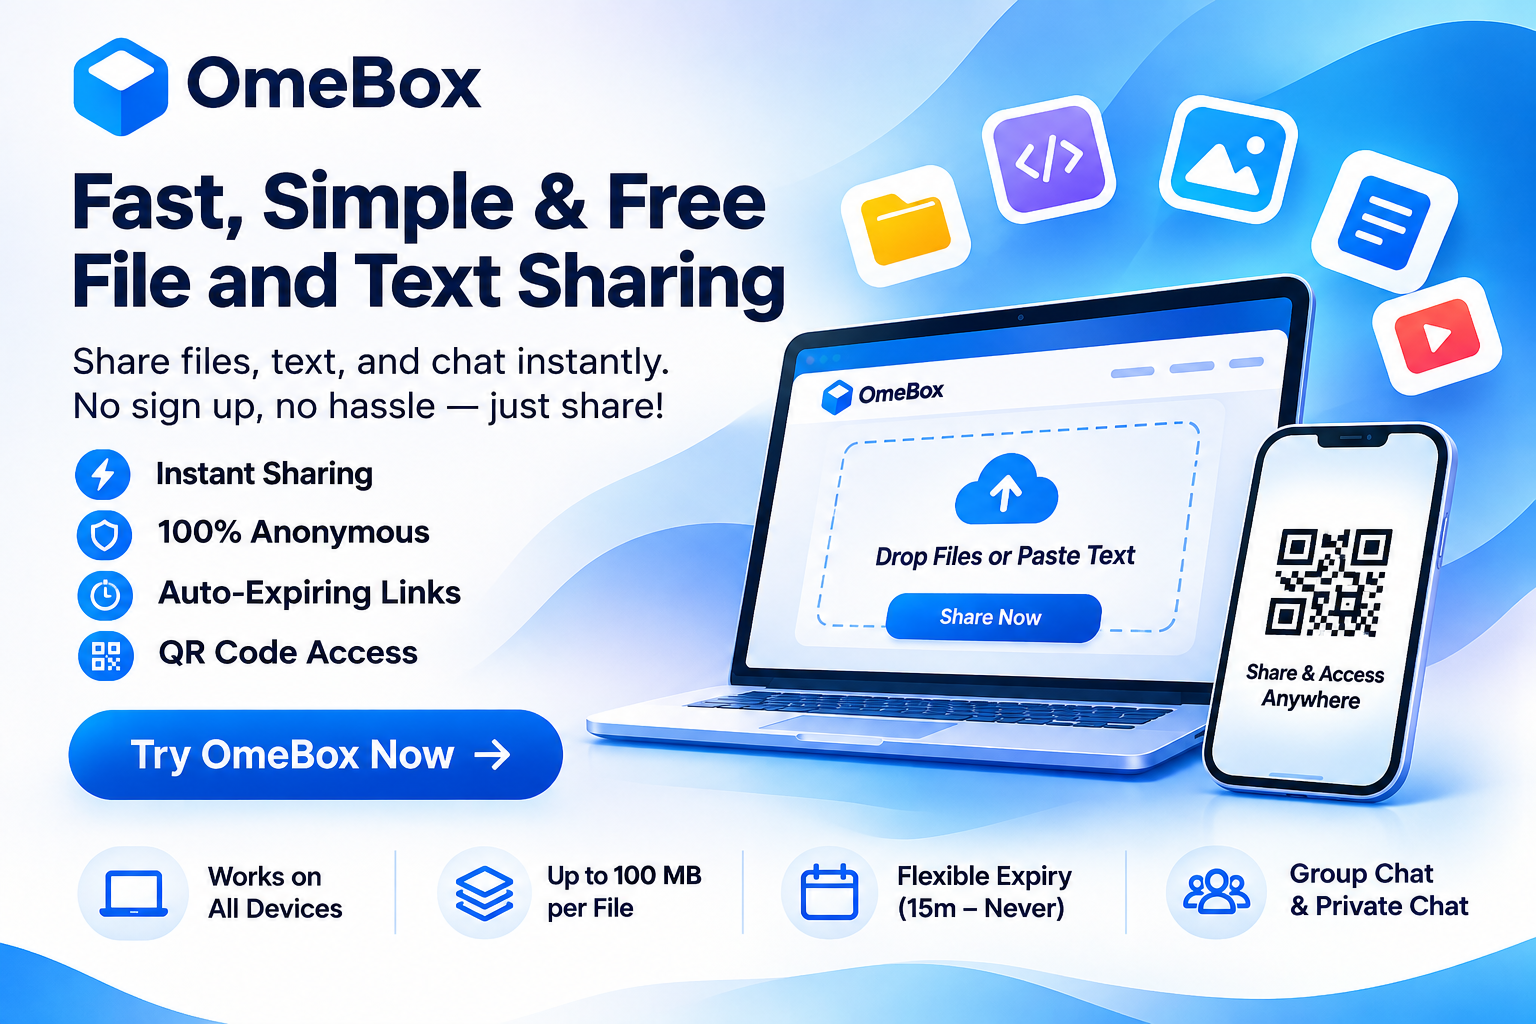 OmeBox
Fast, Simple & Free
File and Text Sharing
Share files, text, and chat instantly.
No sign up, no hassle — just share!
Instant Sharing
100% Anonymous
Auto-Expiring Links
QR Code Access
Try OmeBox Now
OmeBox
Drop Files or Paste Text
Share Now
Share & Access
Anywhere
Works on
All Devices
Up to 100 MB
per File
Flexible Expiry
(15m – Never)
Group Chat
& Private Chat